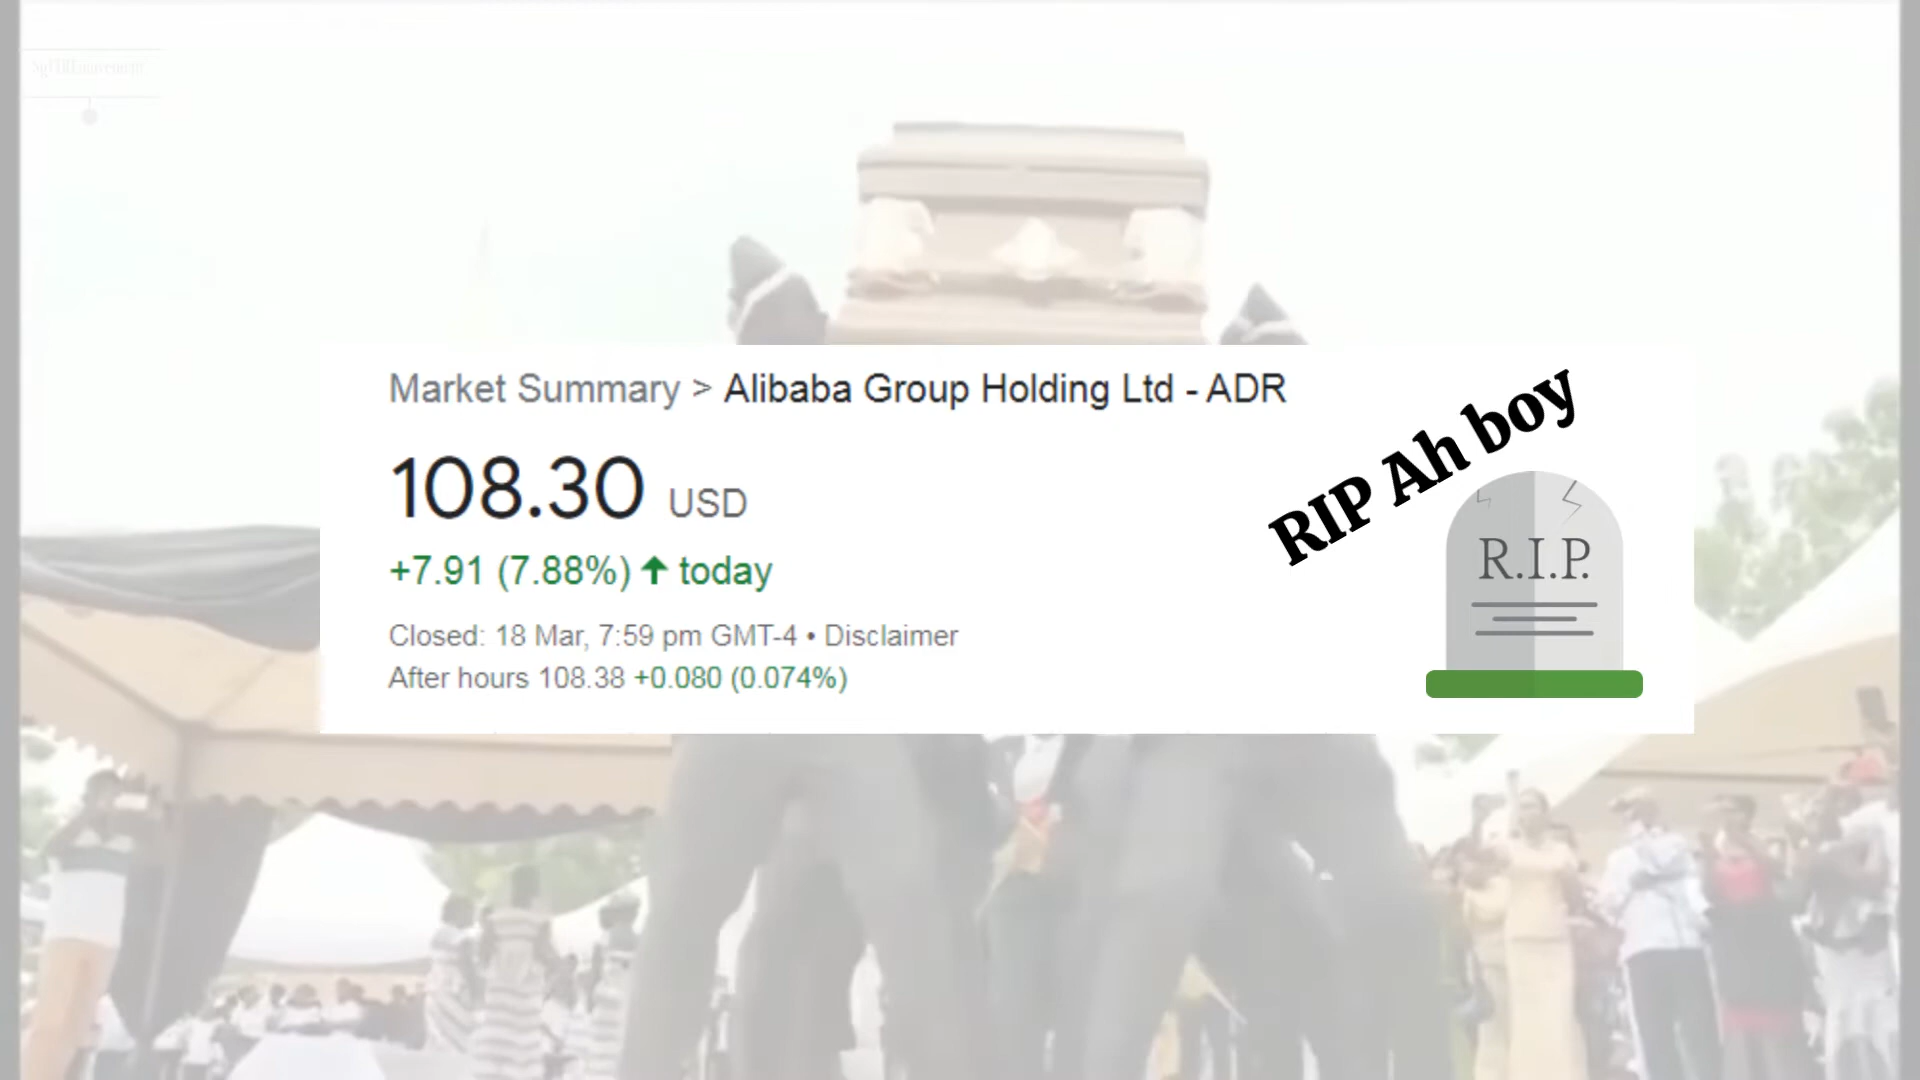 Market Summary > Alibaba Group Holding Ltd - ADR
108.30 USD
+7.91 (7.88%) ↑ today
Closed: 18 Mar, 7:59 pm GMT-4 • Disclaimer
After hours 108.38 +0.080 (0.074%)
RIP Ah boy
R.I.P.